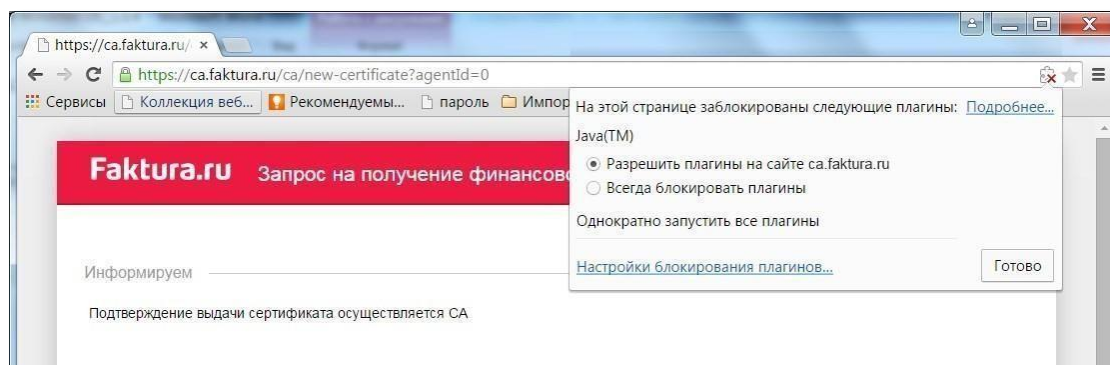 https://ca.faktura.ru/
https://ca.faktura.ru/ca/new-certificate?agentId=0
Сервисы Коллекция веб... Рекомендуемы... пароль Импор
На этой странице заблокированы следующие плагины: Подробнее...
Java(TM)
Разрешить плагины на сайте ca.faktura.ru
Всегда блокировать плагины
Однократно запустить все плагины
Настройки блокирования плагинов... Готово
Faktura.ru Запрос на получение финансово
Информируем
Подтверждение выдачи сертификата осуществляется CA